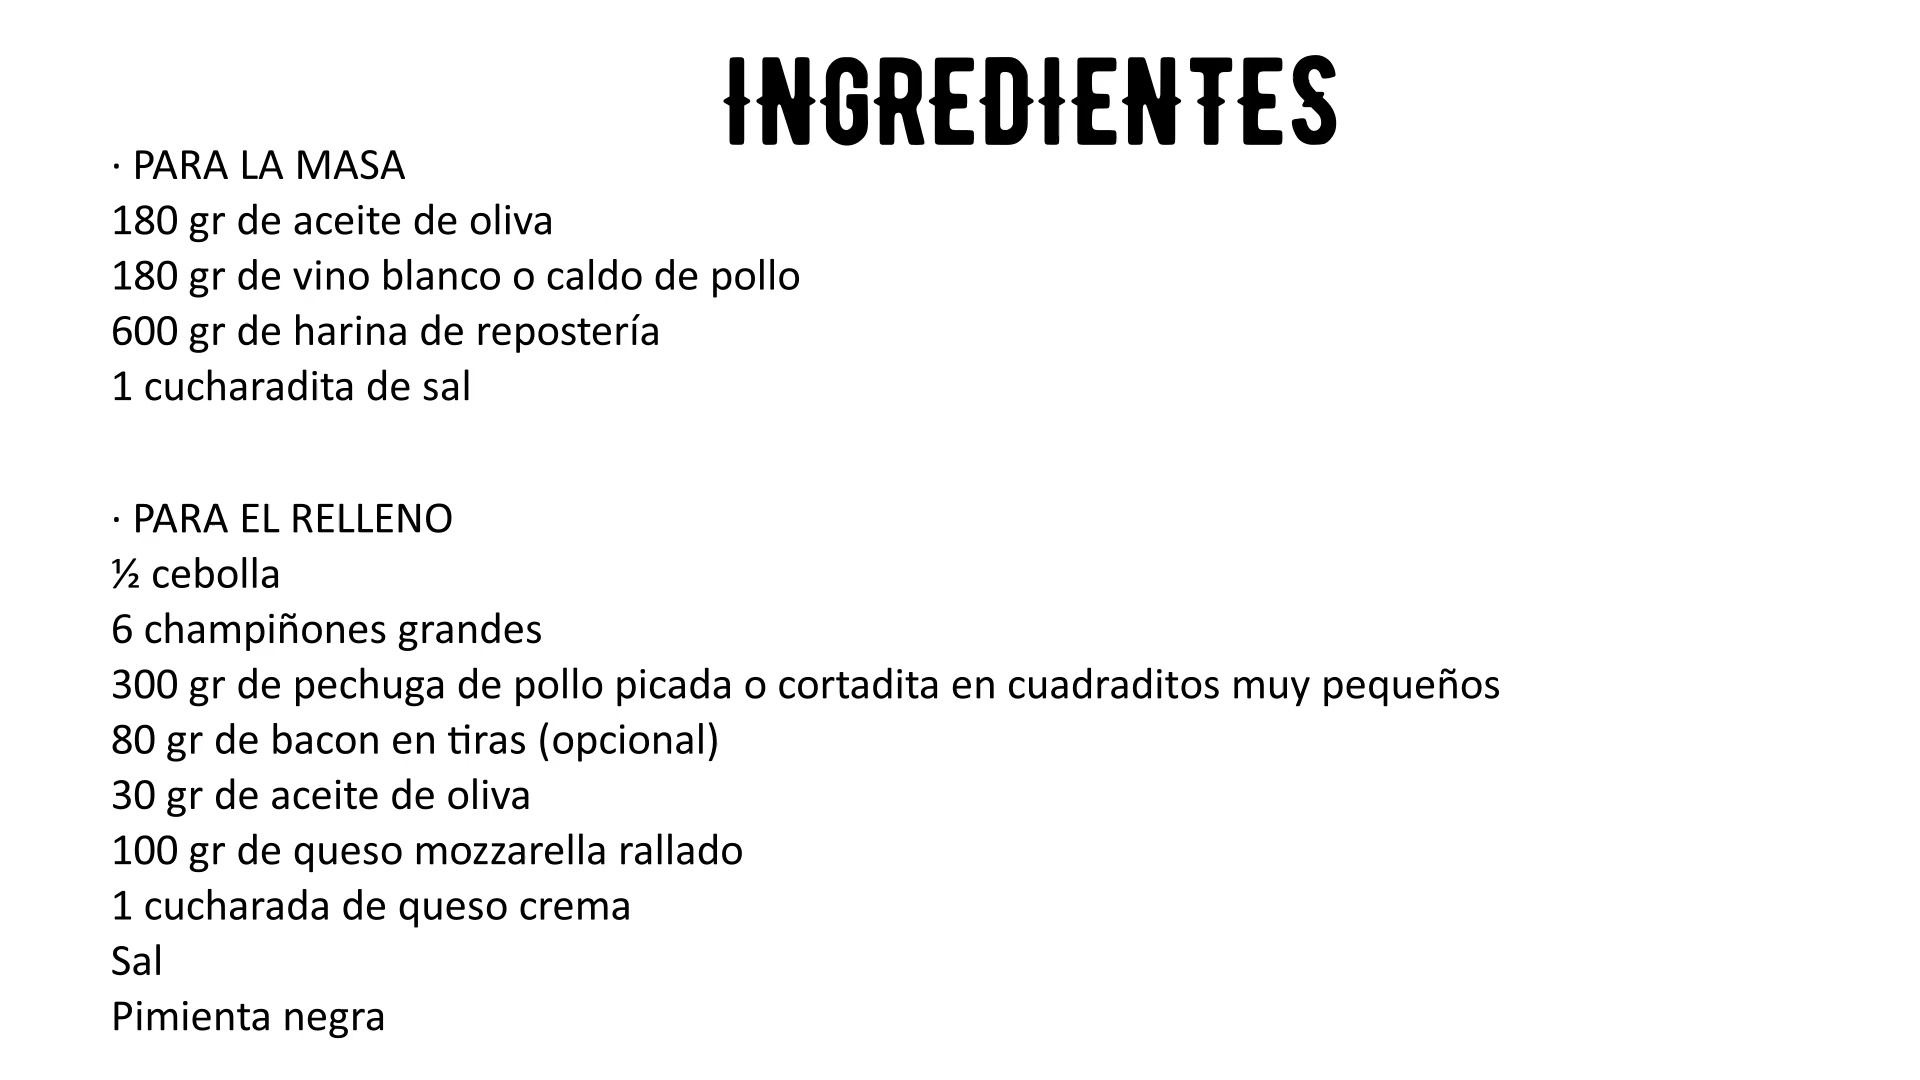 INGREDIENTES
· PARA LA MASA
180 gr de aceite de oliva
180 gr de vino blanco o caldo de pollo
600 gr de harina de repostería
1 cucharadita de sal
· PARA EL RELLENO
½ cebolla
6 champiñones grandes
300 gr de pechuga de pollo picada o cortadita en cuadraditos muy pequeños
80 gr de bacon en tiras (opcional)
30 gr de aceite de oliva
100 gr de queso mozzarella rallado
1 cucharada de queso crema
Sal
Pimienta negra